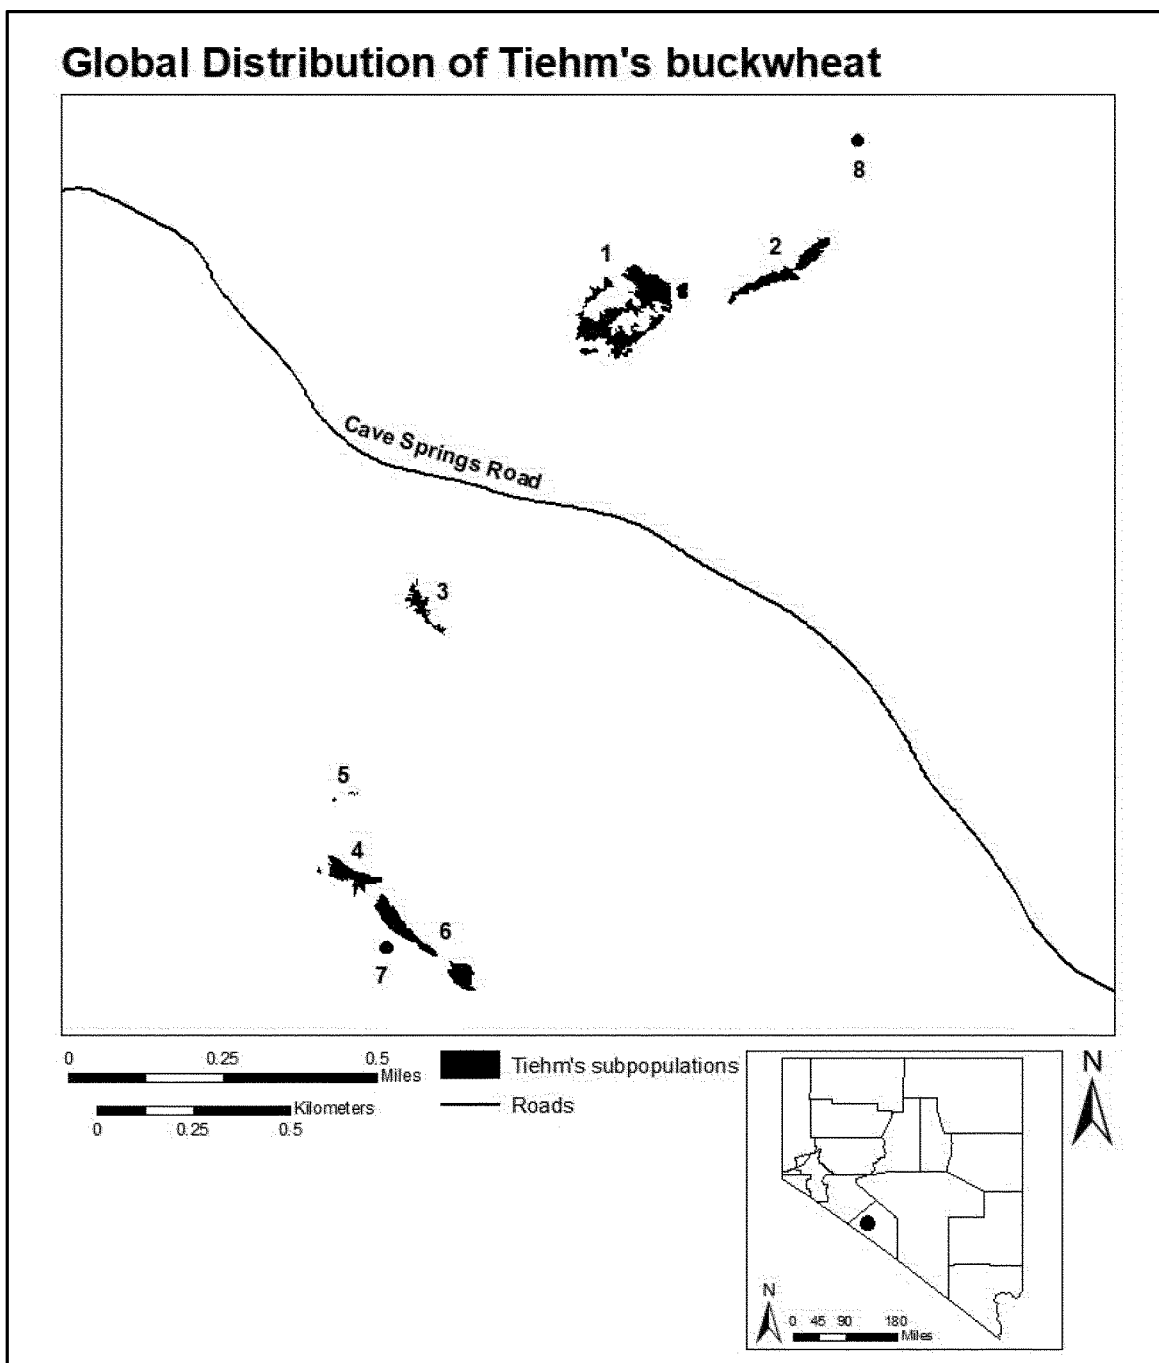 Global Distribution of Tiehm's buckwheat
8
1
2
Cave Springs Road
3
5
4
6
7
0 0.25 0.5
Miles
Kilometers
0 0.25 0.5
Tiehm's subpopulations
Roads
N
N
0 45 90 180
Miles